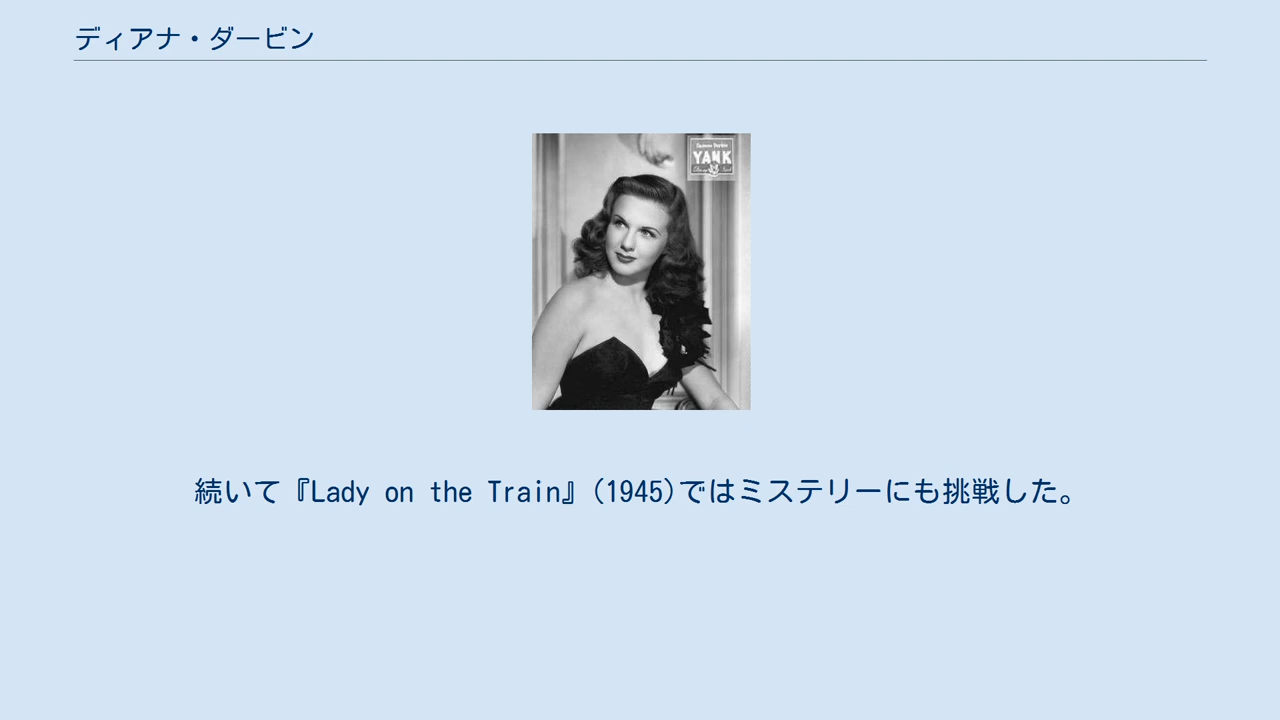 ディアナ・ダービン
YANK
続いて『Lady on the Train』(1945)ではミステリーにも挑戦した。